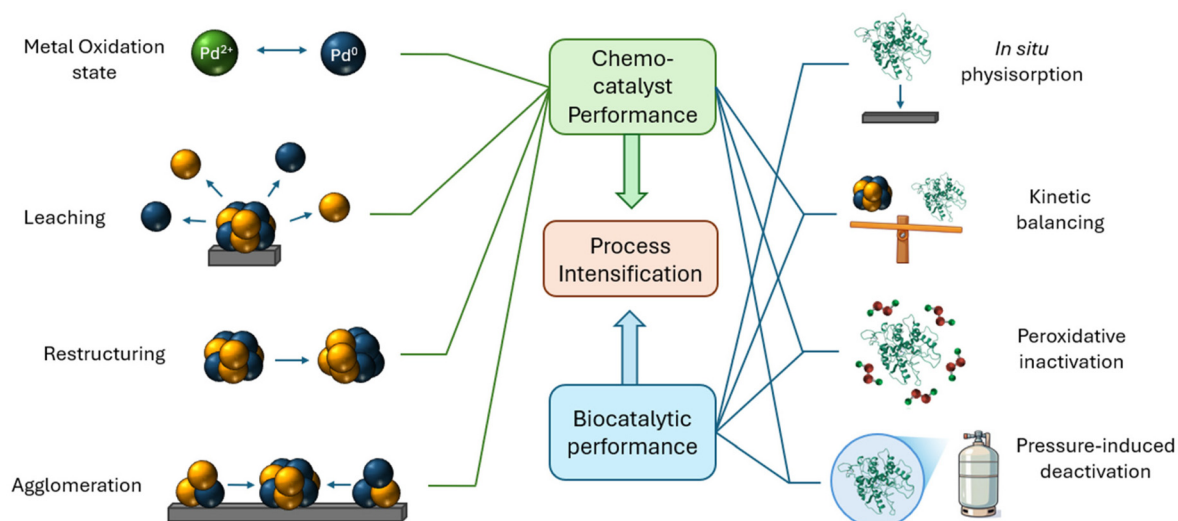 Metal Oxidation
state
Pd²⁺
Pd⁰
Leaching
Restructuring
Agglomeration
Chemo-
catalyst
Performance
Process
Intensification
Biocatalytic
performance
In situ
physisorption
Kinetic
balancing
Peroxidative
inactivation
Pressure-induced
deactivation